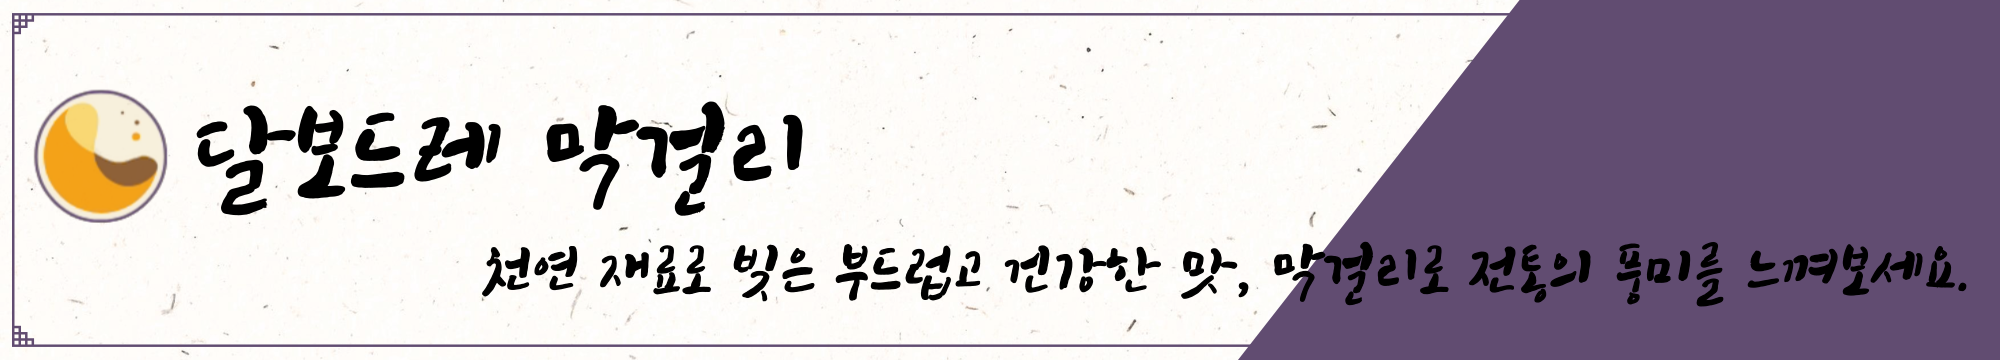 달보드레 막걸리
천연 재료로 빚은 부드럽고 건강한 맛, 막걸리로 전통의 풍미를 느껴보세요.